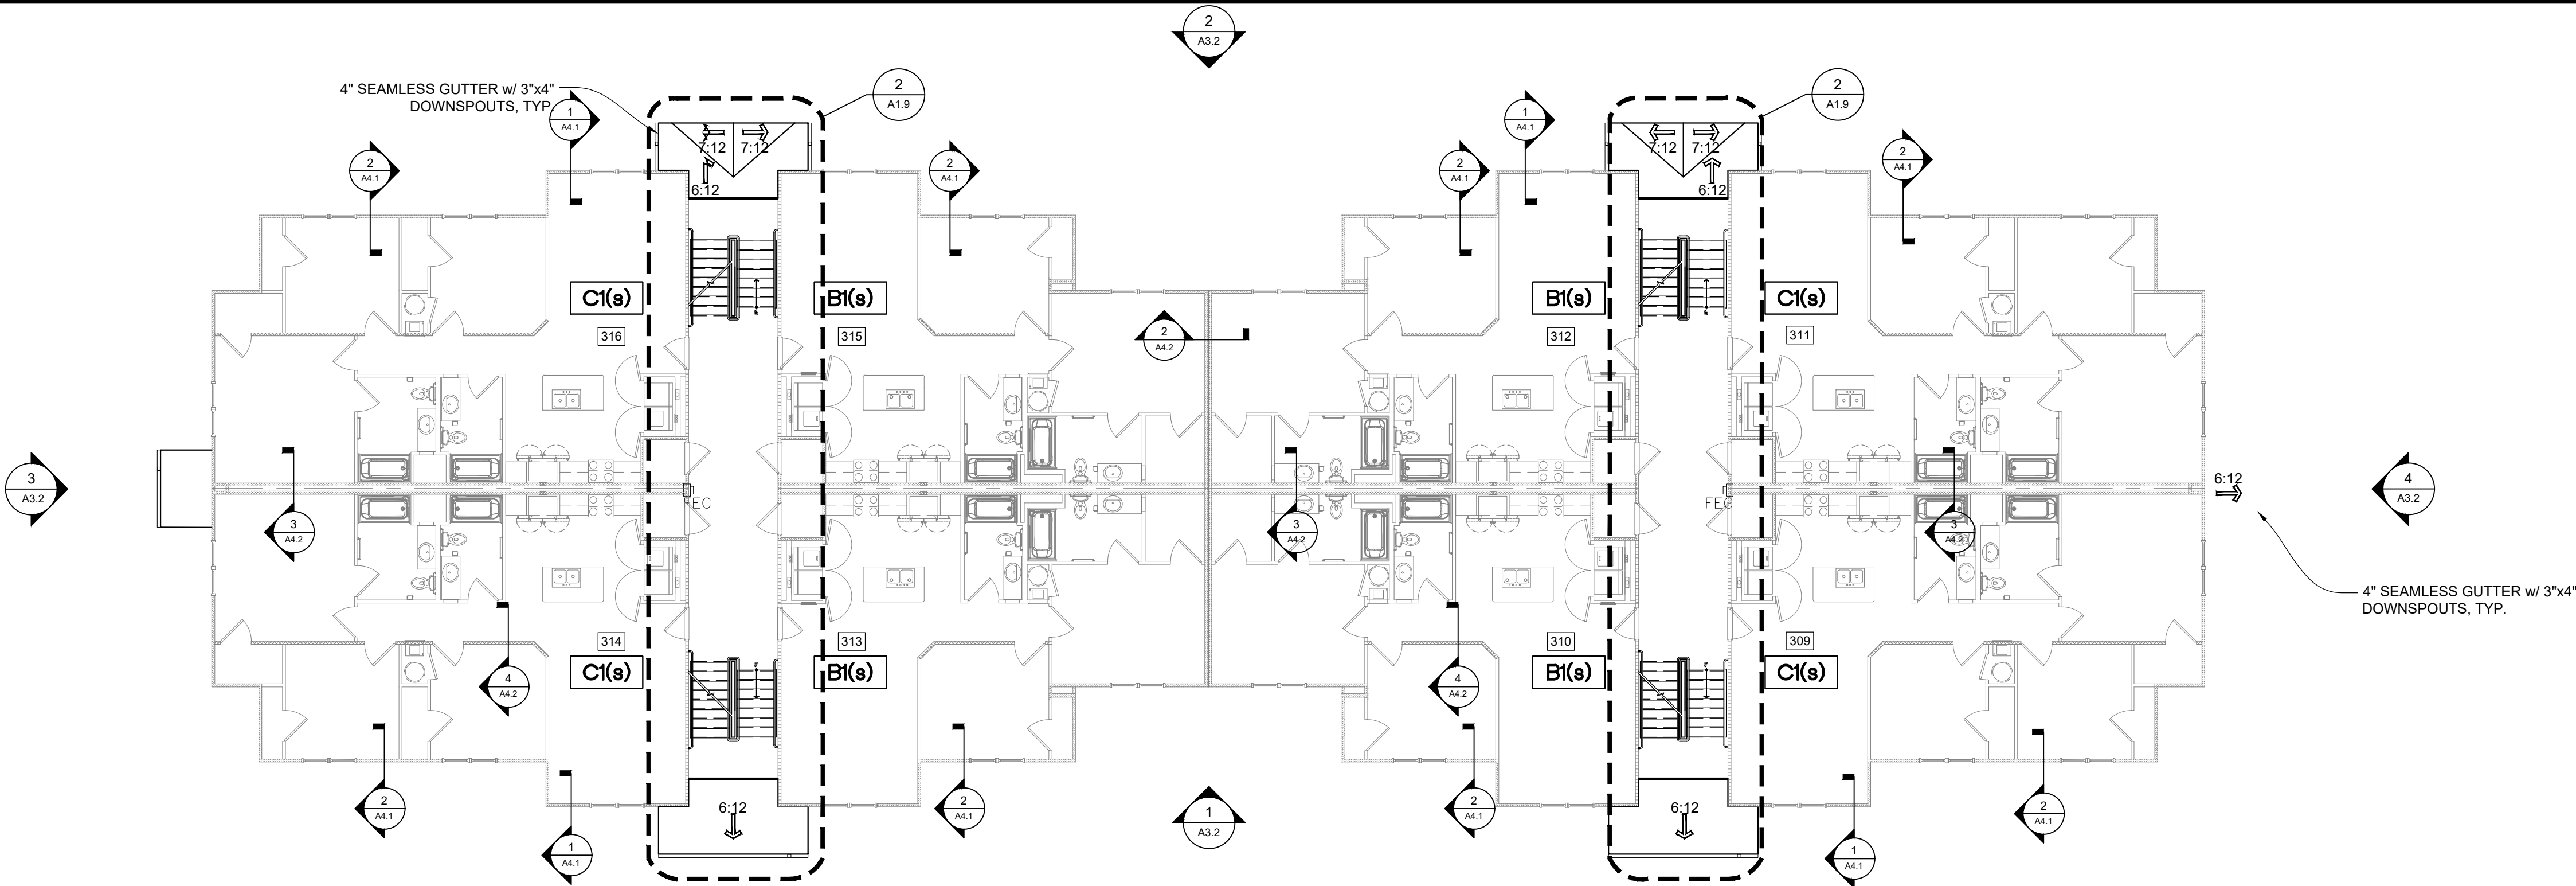 2
A3.2
4" SEAMLESS GUTTER w/ 3"x4"
DOWNSPOUTS, TYP.
1
A4.1
2
A1.9
1
A4.1
2
A1.9
7:12
7:12
6:12
7:12
7:12
6:12
2
A4.1
2
A4.1
2
A4.1
2
A4.1
C1(s)
B1(s)
B1(s)
C1(s)
316
315
2
A4.2
312
311
3
A3.2
FEC
FEC
6:12
4
A3.2
3
A4.2
3
A4.2
3
A4.2
4" SEAMLESS GUTTER w/ 3"x4"
DOWNSPOUTS, TYP.
314
313
310
309
C1(s)
B1(s)
B1(s)
C1(s)
4
A4.2
4
A4.2
2
A4.1
6:12
2
A4.1
1
A3.2
2
A4.1
6:12
2
A4.1
1
A4.1
1
A4.1